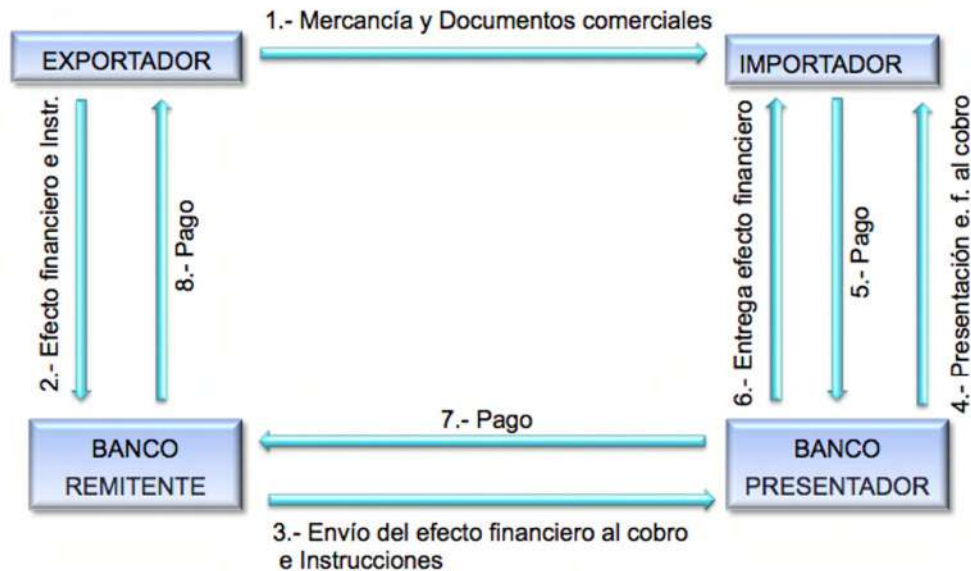 1.- Mercancía y Documentos comerciales
EXPORTADOR
IMPORTADOR
2.- Efecto financiero e Instr.
8.- Pago
6.- Entrega efecto financiero
5.- Pago
4.- Presentación e. f. al cobro
7.- Pago
BANCO
REMITENTE
BANCO
PRESENTADOR
3.- Envío del efecto financiero al cobro
e Instrucciones